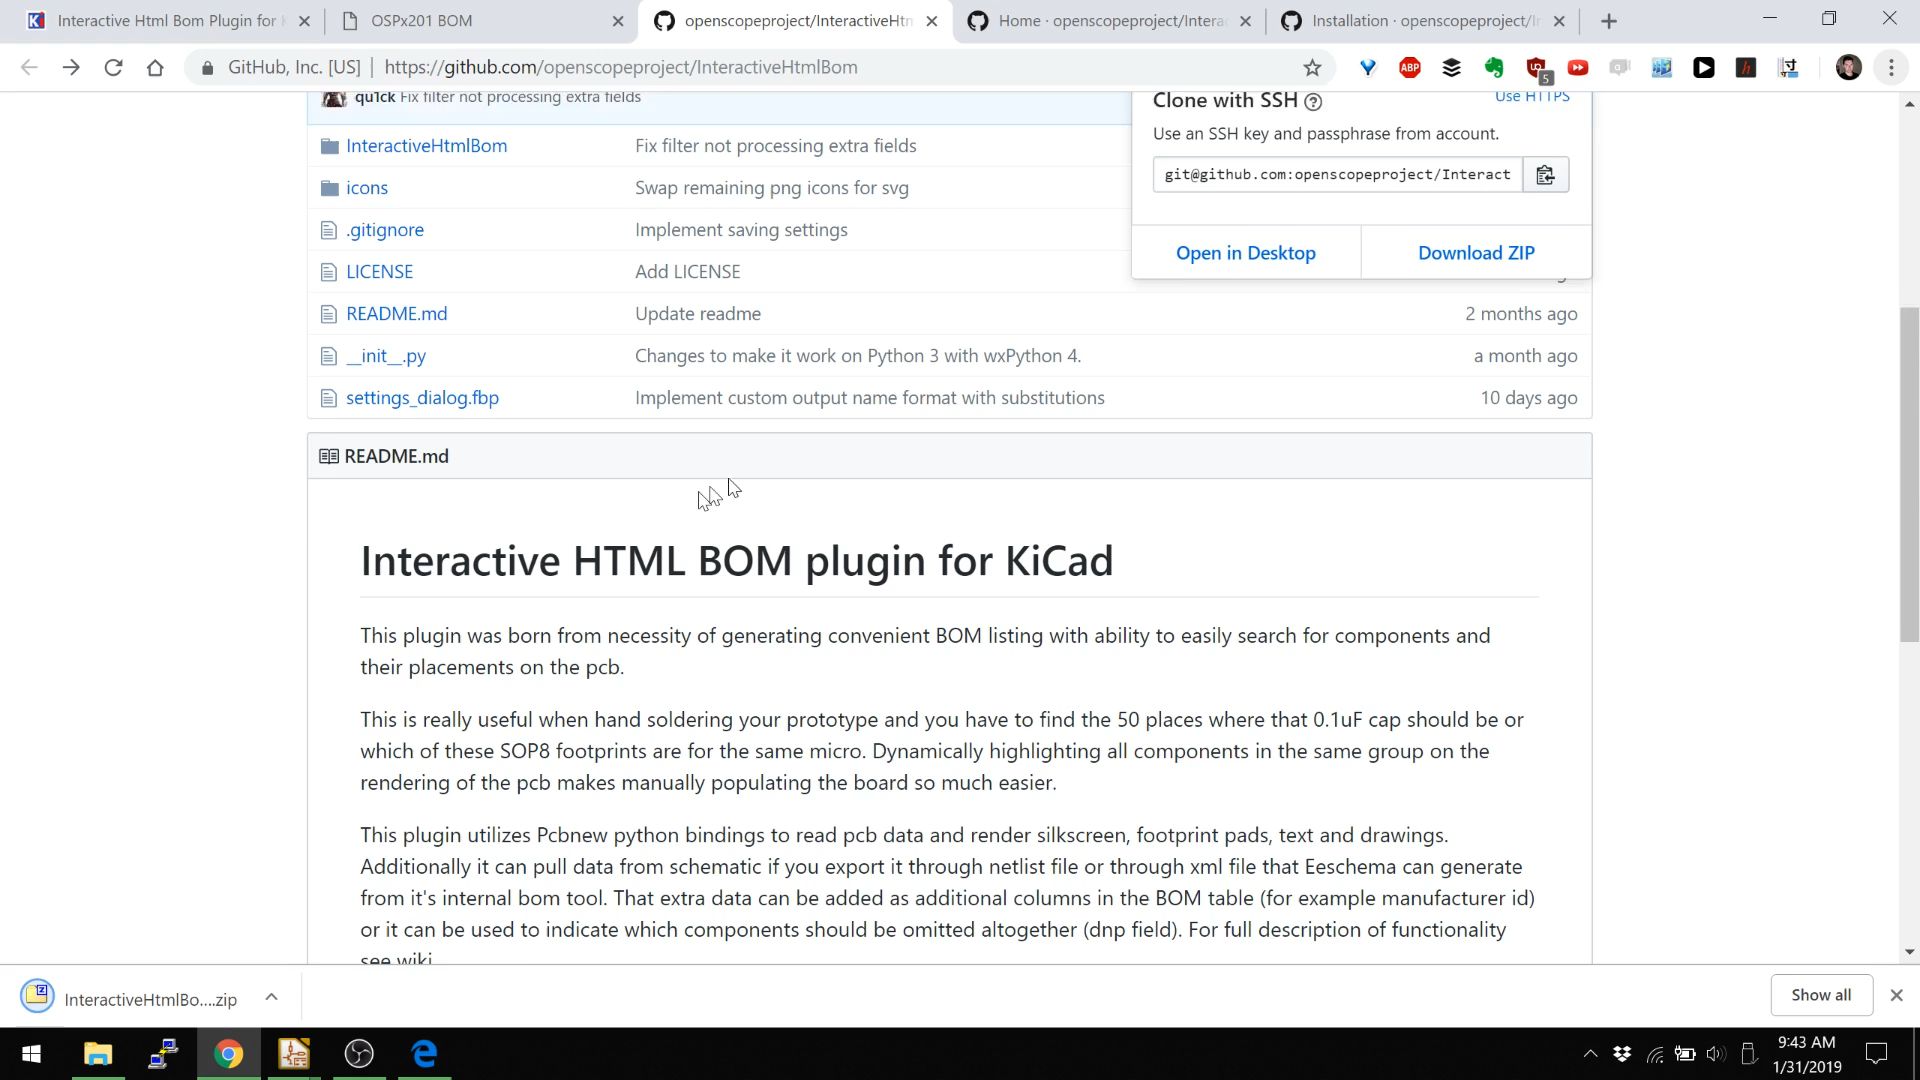 Interactive Html Bom Plugin for
OSPx201 BOM
openscopeproject/InteractiveHtm
Home · openscopeproject/Interac
Installation · openscopeproject/In
GitHub, Inc. [US] | https://github.com/openscopeproject/InteractiveHtmlBom
ABP
5
qu1ck Fix filter not processing extra fields
Clone with SSH
Use HTTPS
Use an SSH key and passphrase from account.
git@github.com:openscopeproject/Interact
Open in Desktop
Download ZIP
InteractiveHtmlBom Fix filter not processing extra fields
icons Swap remaining png icons for svg
.gitignore Implement saving settings
LICENSE Add LICENSE
README.md Update readme 2 months ago
__init__.py Changes to make it work on Python 3 with wxPython 4. a month ago
settings_dialog.fbp Implement custom output name format with substitutions 10 days ago
README.md
Interactive HTML BOM plugin for KiCad
This plugin was born from necessity of generating convenient BOM listing with ability to easily search for components and
their placements on the pcb.
This is really useful when hand soldering your prototype and you have to find the 50 places where that 0.1uF cap should be or
which of these SOP8 footprints are for the same micro. Dynamically highlighting all components in the same group on the
rendering of the pcb makes manually populating the board so much easier.
This plugin utilizes Pcbnew python bindings to read pcb data and render silkscreen, footprint pads, text and drawings.
Additionally it can pull data from schematic if you export it through netlist file or through xml file that Eeschema can generate
from it's internal bom tool. That extra data can be added as additional columns in the BOM table (for example manufacturer id)
or it can be used to indicate which components should be omitted altogether (dnp field). For full description of functionality
see wiki.
InteractiveHtmlBo....zip
Show all
9:43 AM
1/31/2019